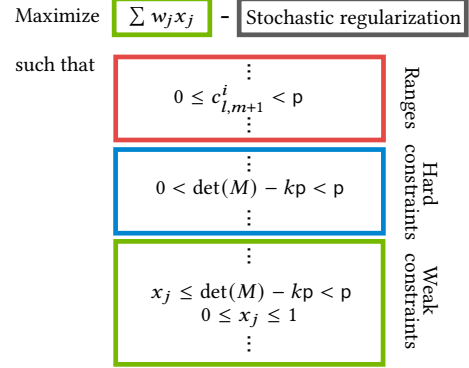 Maximize ∑ w_j x_j - Stochastic regularization
such that
⋮
0 ≤ c^i_{l,m+1} < p
⋮
Ranges
⋮
0 < det(M) − kp < p
⋮
Hard
constraints
⋮
x_j ≤ det(M) − kp < p
0 ≤ x_j ≤ 1
⋮
Weak
constraints